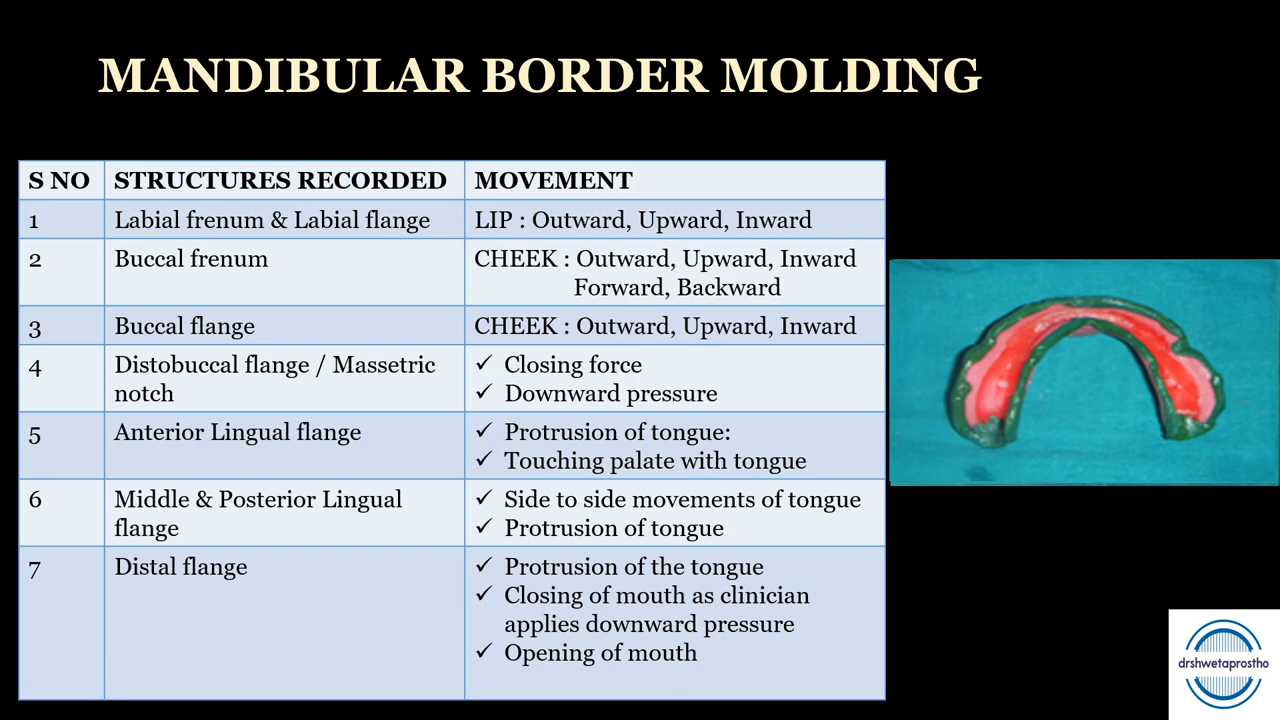 MANDIBULAR BORDER MOLDING
S NO STRUCTURES RECORDED MOVEMENT
1 Labial frenum & Labial flange LIP : Outward, Upward, Inward
2 Buccal frenum CHEEK : Outward, Upward, Inward
Forward, Backward
3 Buccal flange CHEEK : Outward, Upward, Inward
4 Distobuccal flange / Massetric ✓ Closing force
notch ✓ Downward pressure
5 Anterior Lingual flange ✓ Protrusion of tongue:
✓ Touching palate with tongue
6 Middle & Posterior Lingual ✓ Side to side movements of tongue
flange ✓ Protrusion of tongue
7 Distal flange ✓ Protrusion of the tongue
✓ Closing of mouth as clinician
applies downward pressure
✓ Opening of mouth
drshwetaprostho